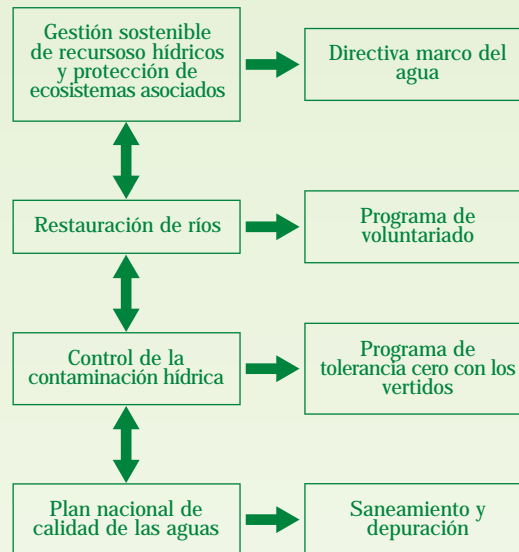 Gestión sostenible
de recursoso hídricos
y protección de
ecosistemas asociados
Directiva marco del
agua
Restauración de ríos
Programa de
voluntariado
Control de la
contaminación hídrica
Programa de
tolerancia cero con los
vertidos
Plan nacional de
calidad de las aguas
Saneamiento y
depuración